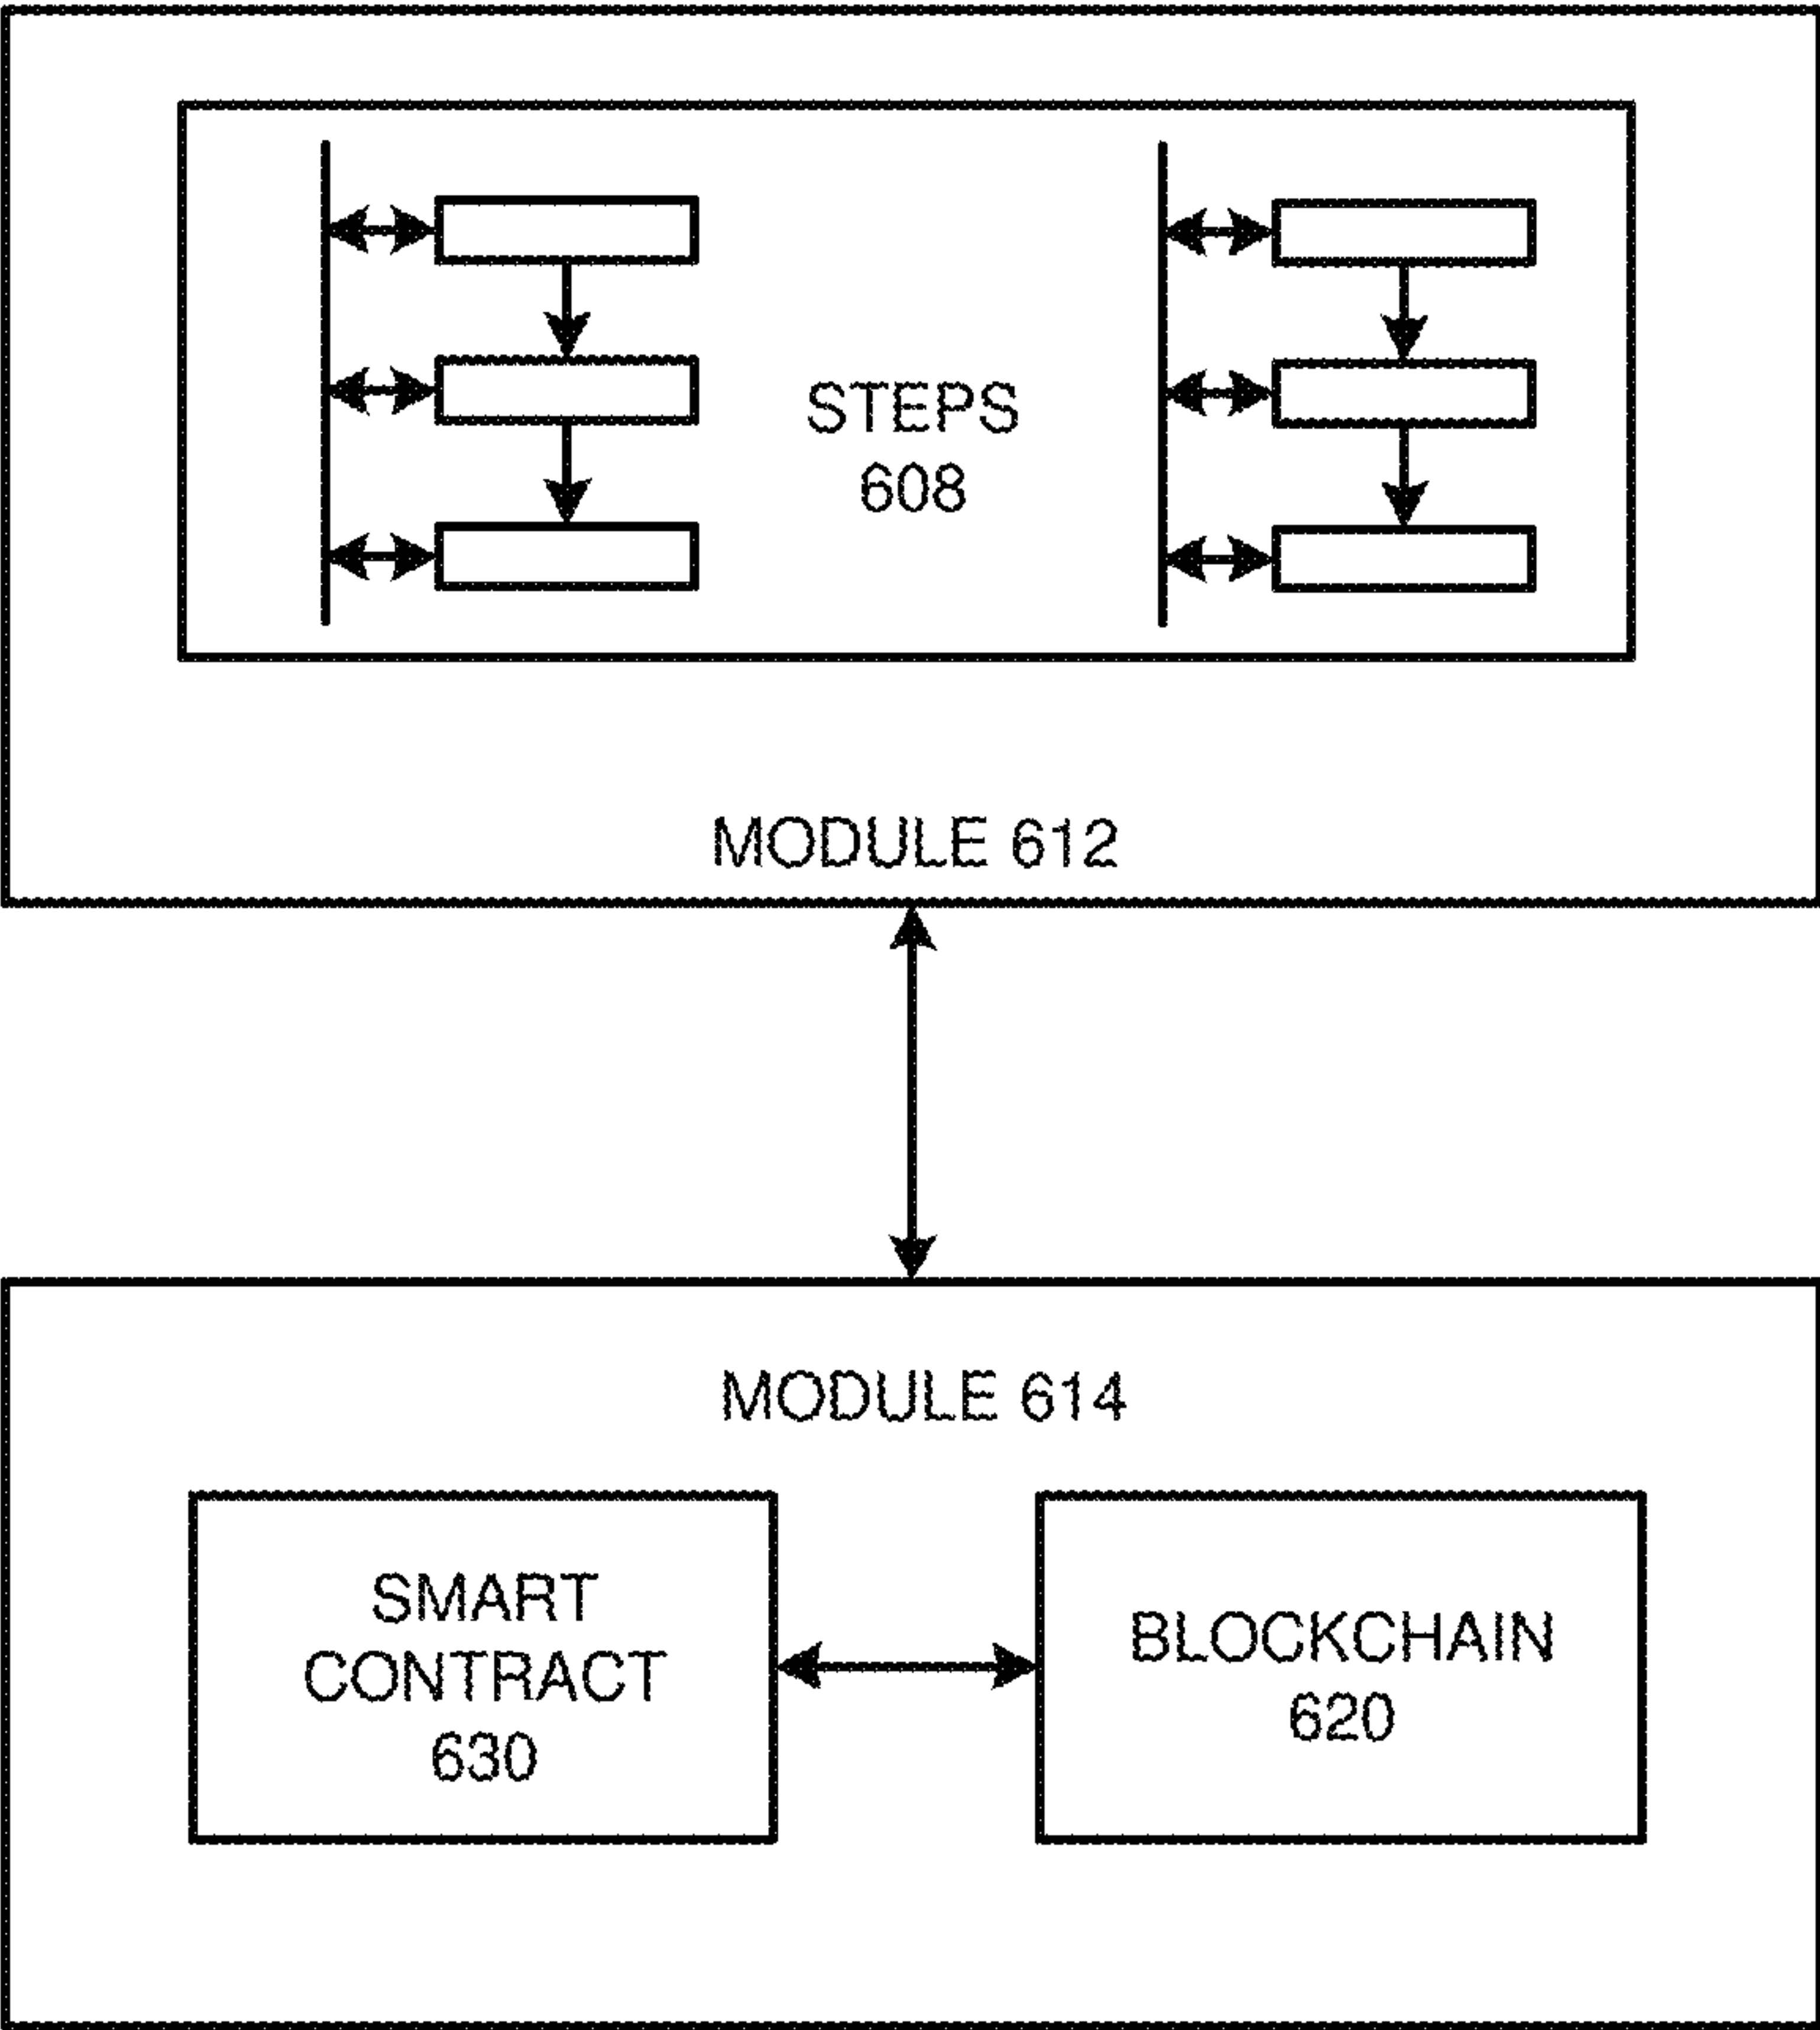 STEPS
608
MODULE 612
MODULE 614
SMART
CONTRACT
630
BLOCKCHAIN
620